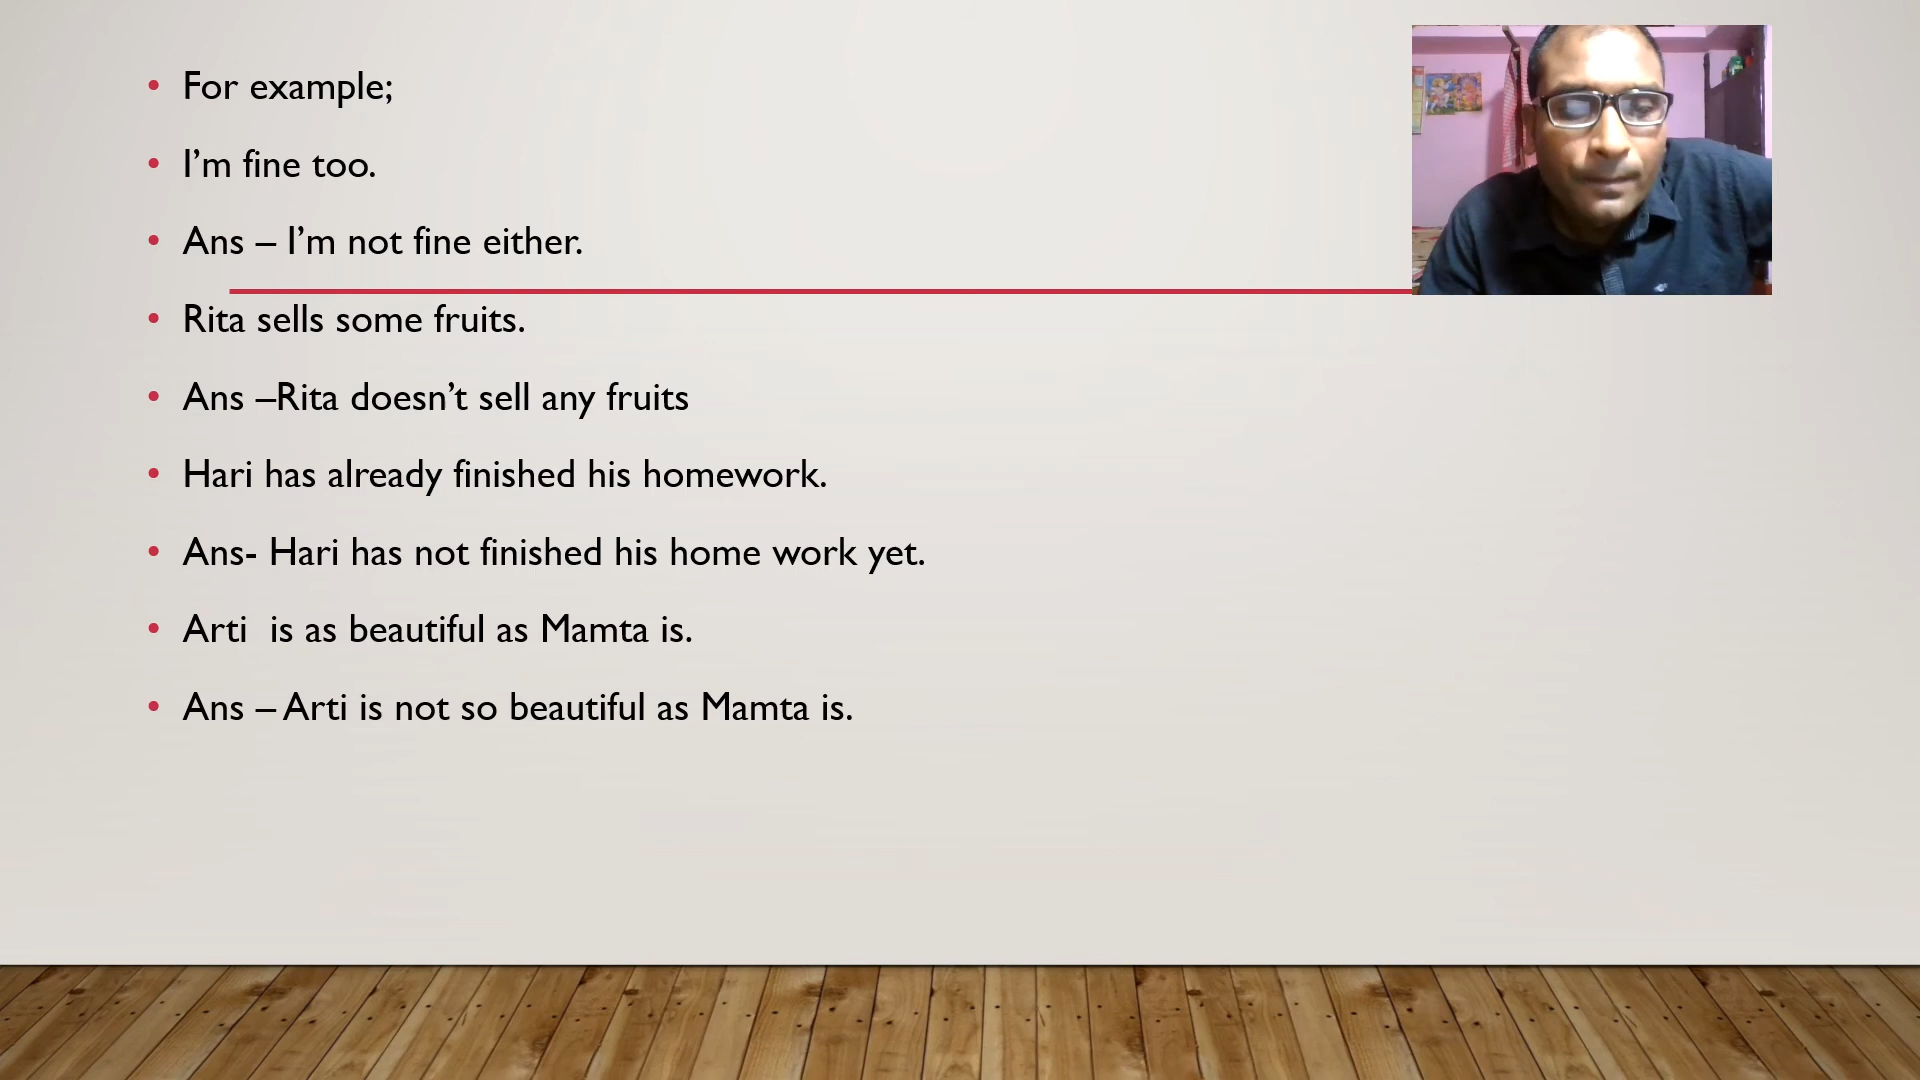 For example;
I’m fine too.
Ans – I’m not fine either.
Rita sells some fruits.
Ans –Rita doesn’t sell any fruits
Hari has already finished his homework.
Ans- Hari has not finished his home work yet.
Arti  is as beautiful as Mamta is.
Ans – Arti is not so beautiful as Mamta is.